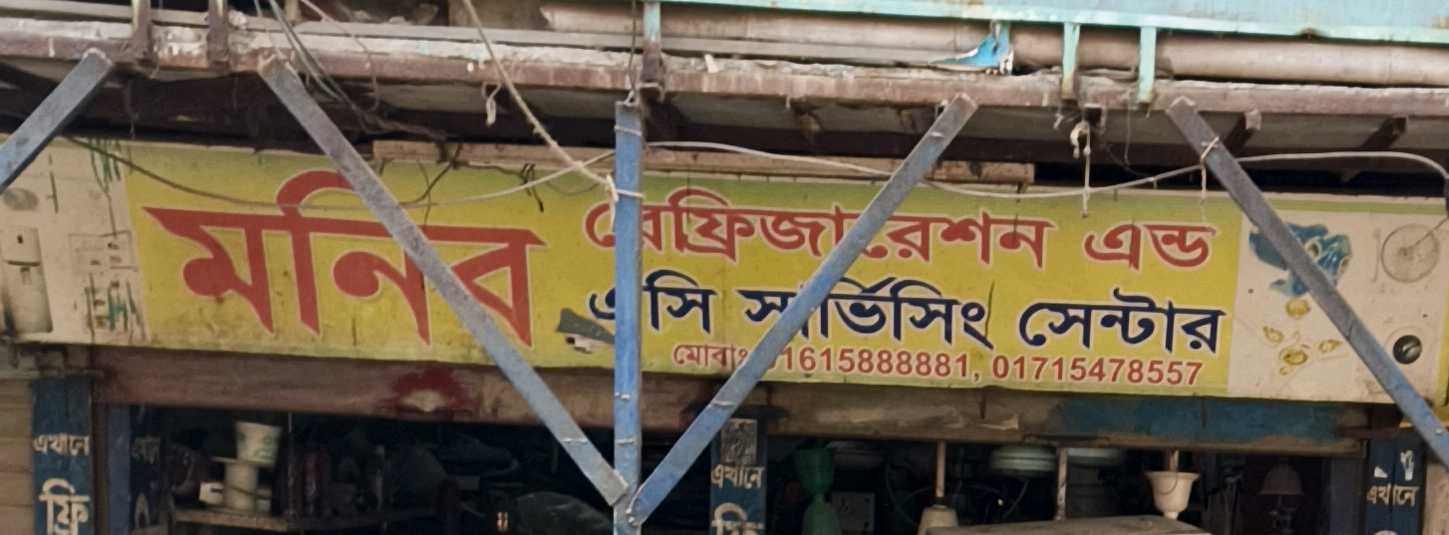 মনিব
রেফ্রিজারেশন এন্ড
এসি সার্ভিসিং সেন্টার
মোবাঃ 01615888881, 01715478557
এখানে
ফ্রি
এখানে
ফ্রি
এখানে